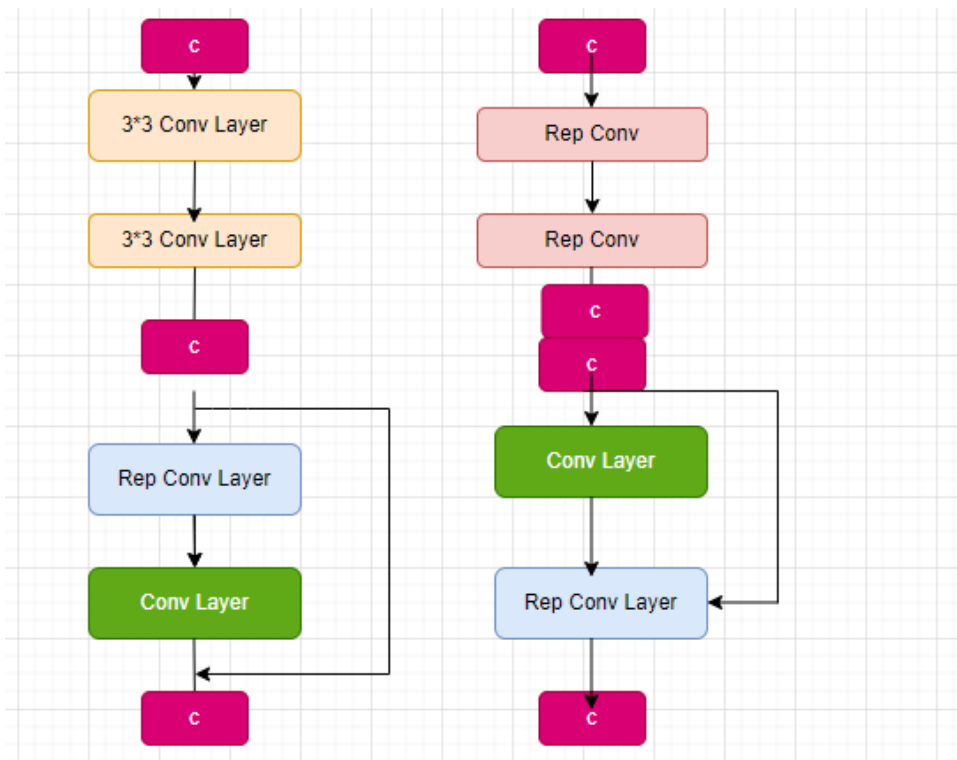 C
3*3 Conv Layer
3*3 Conv Layer
C
Rep Conv Layer
Conv Layer
C
C
Rep Conv
Rep Conv
C
C
Conv Layer
Rep Conv Layer
C